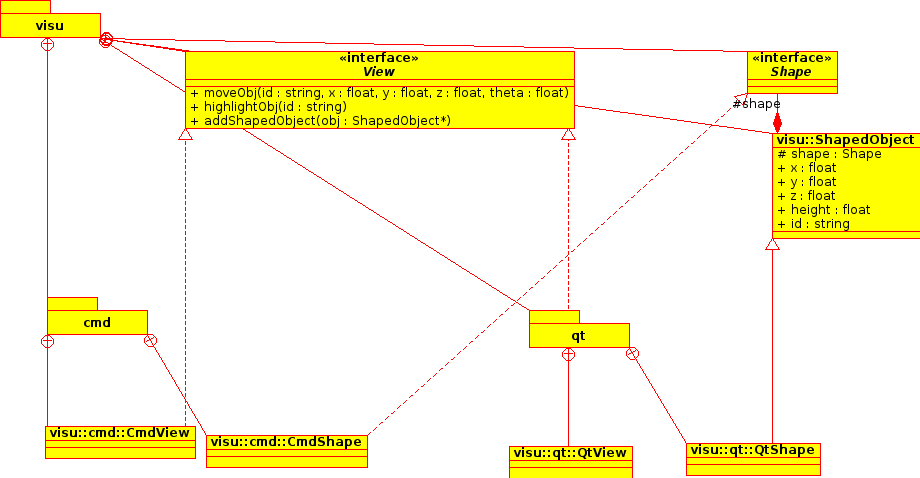 visu
«interface»
View
+ moveObj(id : string, x : float, y : float, z : float, theta : float)
+ highlightObj(id : string)
+ addShapedObject(obj : ShapedObject*)
«interface»
Shape
#shape
visu::ShapedObject
# shape : Shape
+ x : float
+ y : float
+ z : float
+ height : float
+ id : string
cmd
qt
visu::cmd::CmdView
visu::cmd::CmdShape
visu::qt::QtView
visu::qt::QtShape